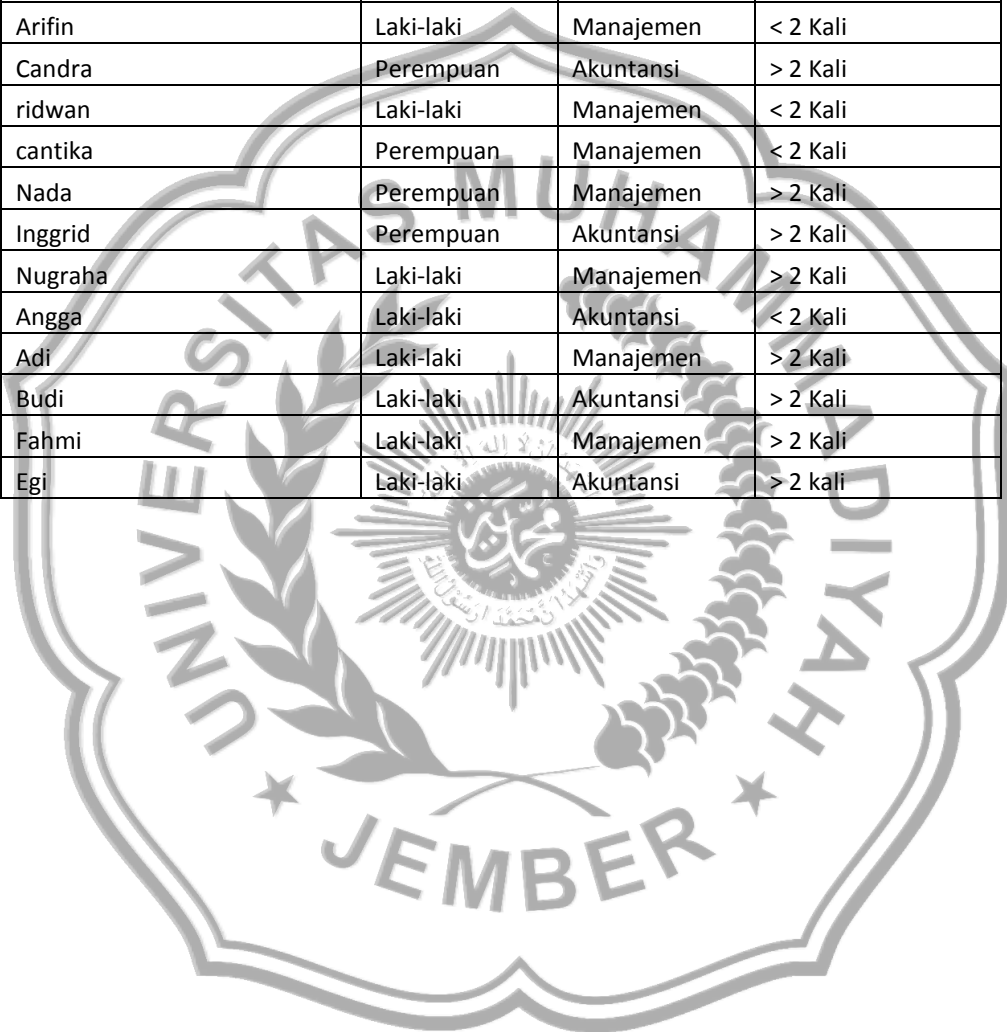 Arifin Laki-laki Manajemen < 2 Kali
Candra Perempuan Akuntansi > 2 Kali
ridwan Laki-laki Manajemen < 2 Kali
cantika Perempuan Manajemen < 2 Kali
Nada Perempuan Manajemen > 2 Kali
Inggrid Perempuan Akuntansi > 2 Kali
Nugraha Laki-laki Manajemen > 2 Kali
Angga Laki-laki Akuntansi < 2 Kali
Adi Laki-laki Manajemen > 2 Kali
Budi Laki-laki Akuntansi > 2 Kali
Fahmi Laki-laki Manajemen > 2 Kali
Egi Laki-laki Akuntansi > 2 kali
UNIVERSITAS MUHAMMADIYAH
JEMBER